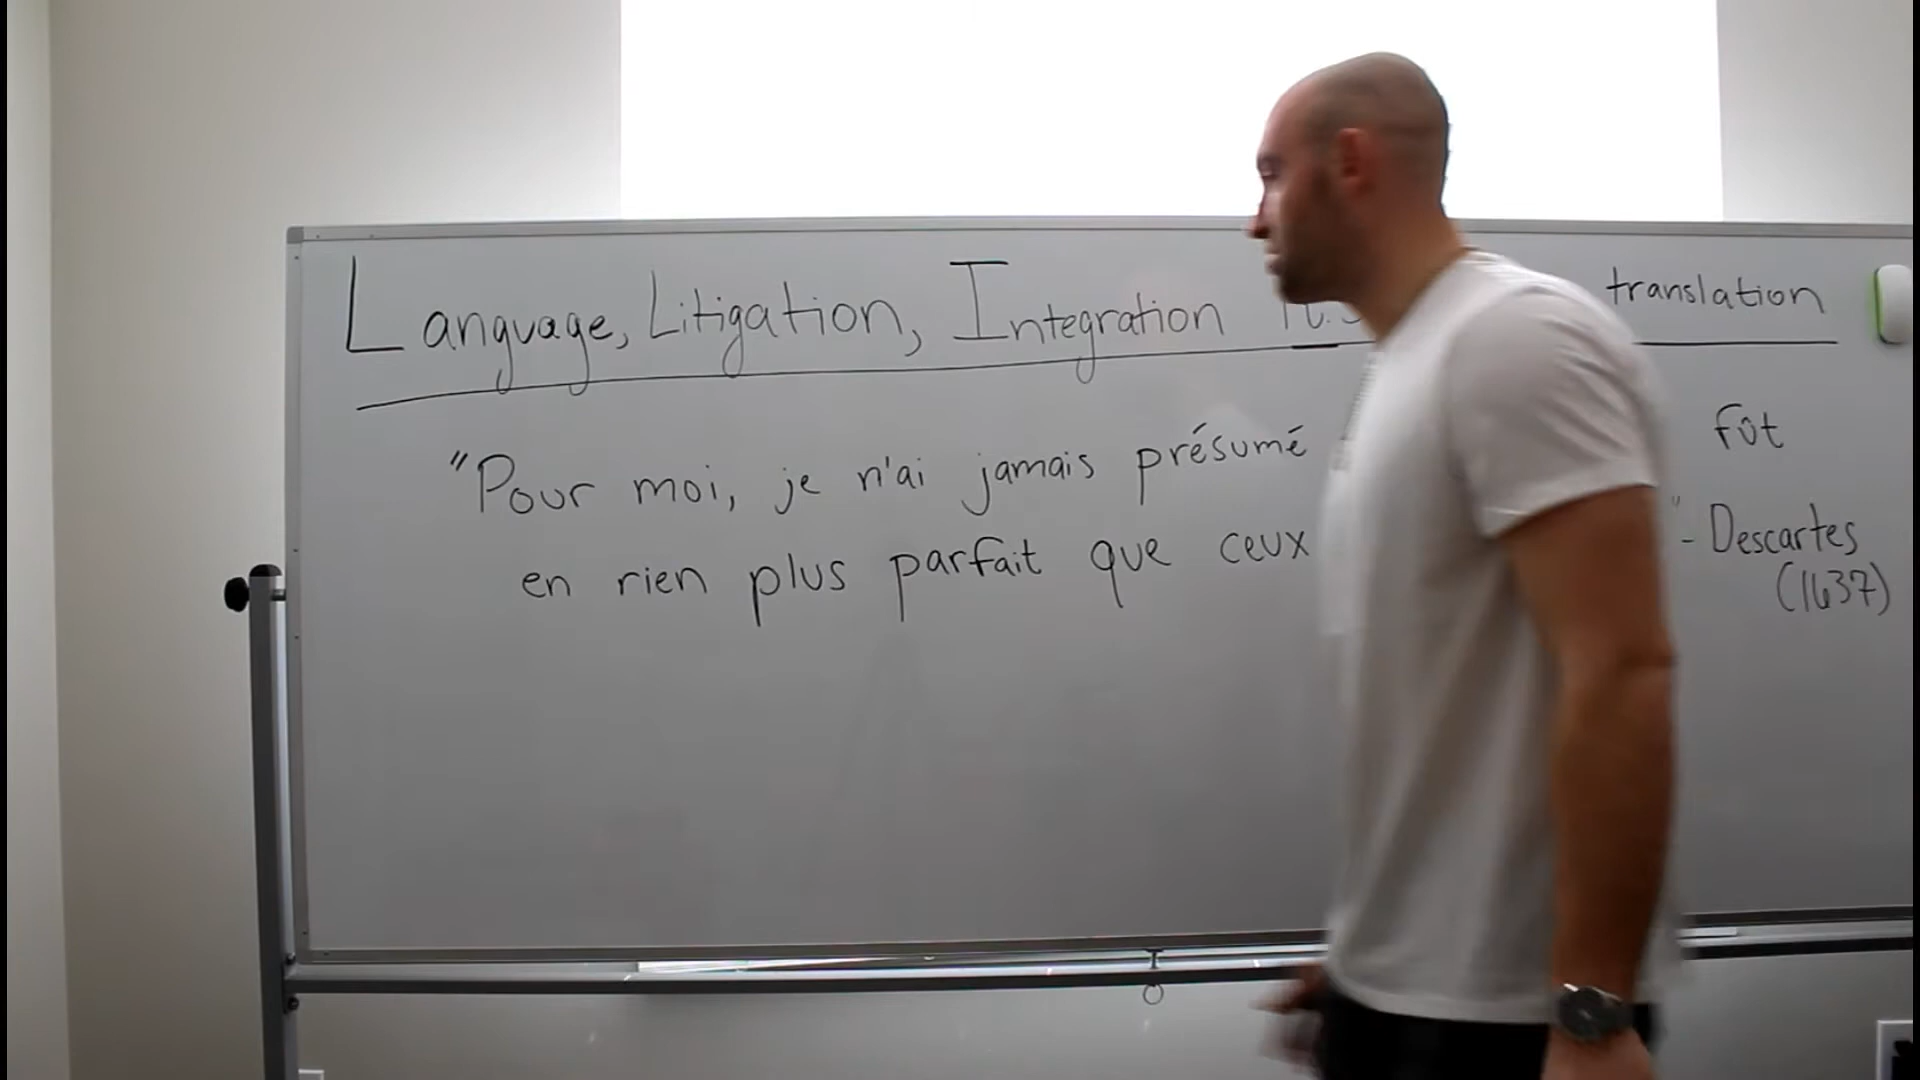 Language, Litigation, Integration translation
"Pour moi, je n'ai jamais présumé fût
en rien plus parfait que ceux " - Descartes
(1637)